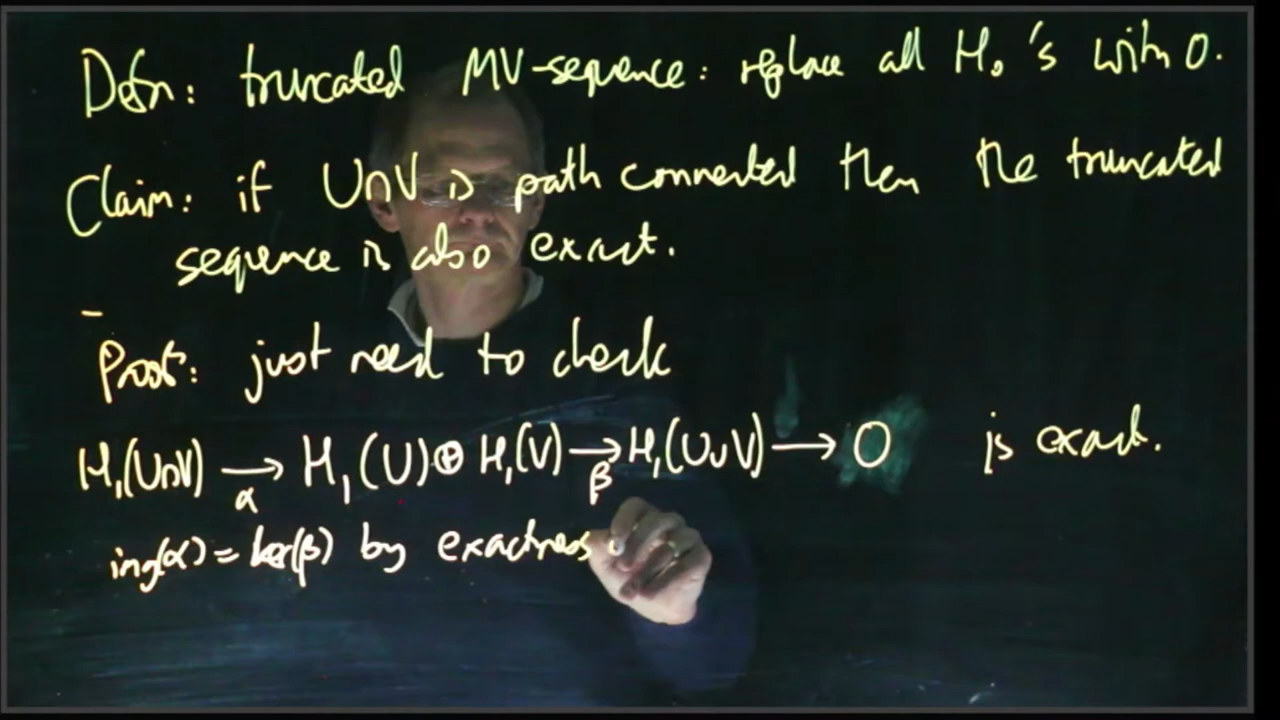 Defn: truncated MV-sequence: replace all H₀'s with 0.
Claim: if U∩V is path connected then the truncated
sequence is also exact.
Proof: just need to check
H₁(U∩V) →α H₁(U)⊕H₁(V) →β H₁(U∪V) → 0 is exact.
img(α) = ker(β) by exactness